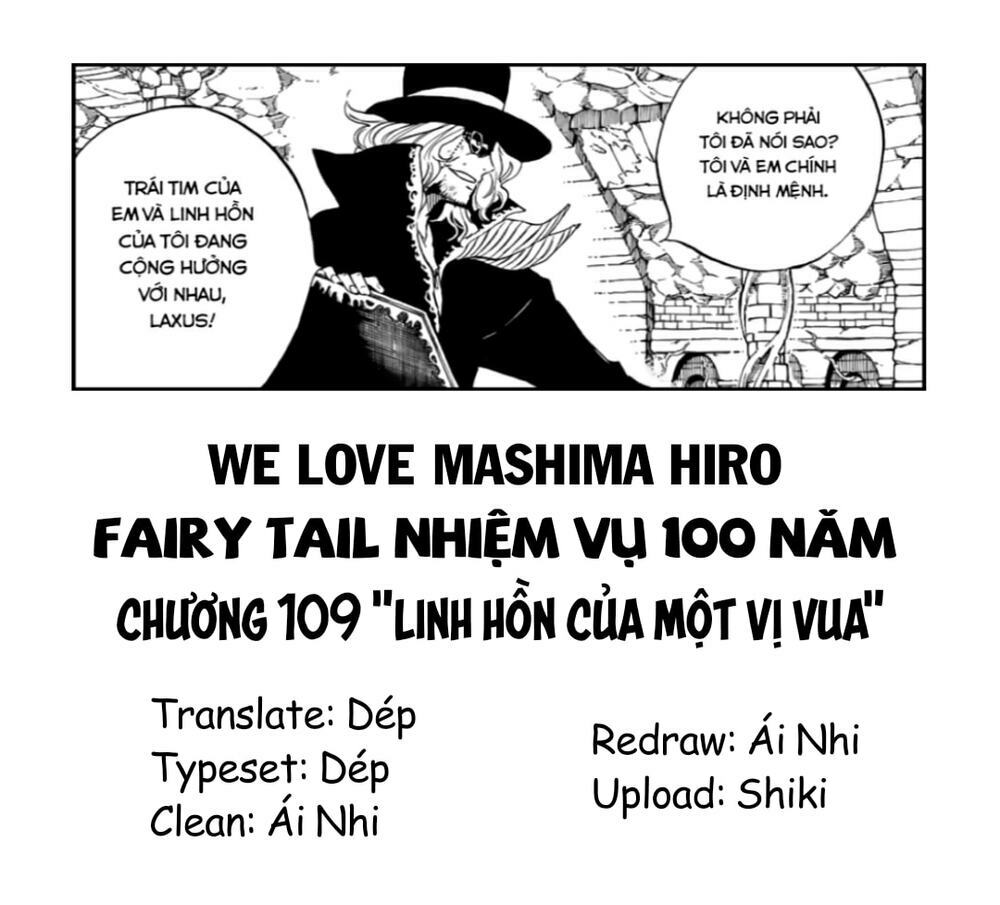 KHÔNG PHẢI
TÔI ĐÃ NÓI SAO?
TÔI VÀ EM CHÍNH
LÀ ĐỊNH MỆNH.
TRÁI TIM CỦA
EM VÀ LINH HỒN
CỦA TÔI ĐANG
CỘNG HƯỞNG
VỚI NHAU,
LAXUS!
WE LOVE MASHIMA HIRO
FAIRY TAIL NHIỆM VỤ 100 NĂM
CHƯƠNG 109 "LINH HỒN CỦA MỘT VỊ VUA"
Translate: Dép
Typeset: Dép
Clean: Ái Nhi
Redraw: Ái Nhi
Upload: Shiki